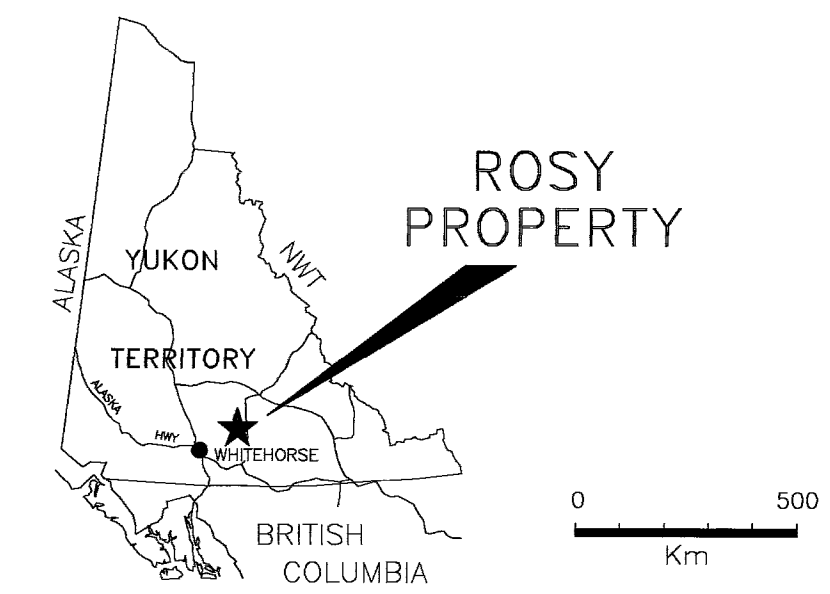 ROSY
PROPERTY
ALASKA
YUKON
NWT
TERRITORY
ALASKA
HWY
WHITEHORSE
BRITISH
COLUMBIA
0 500
Km